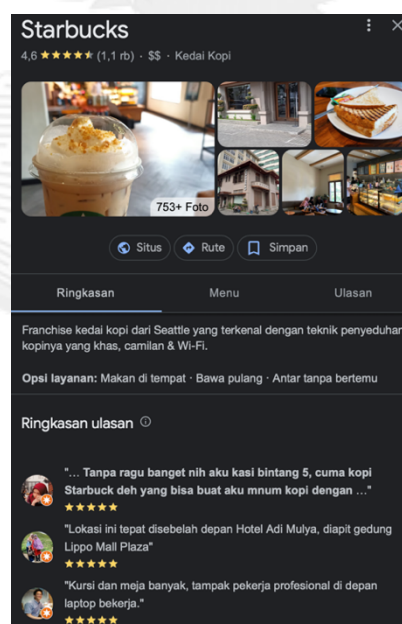 Starbucks
4,6 ★★★★★ (1,1 rb) · $$ · Kedai Kopi
753+ Foto
Situs
Rute
Simpan
Ringkasan
Menu
Ulasan
Franchise kedai kopi dari Seattle yang terkenal dengan teknik penyeduhan
kopinya yang khas, camilan & Wi-Fi.
Opsi layanan: Makan di tempat · Bawa pulang · Antar tanpa bertemu
Ringkasan ulasan
"... Tanpa ragu banget nih aku kasi bintang 5, cuma kopi
Starbuck deh yang bisa buat aku mnum kopi dengan ..."
★★★★★
"Lokasi ini tepat disebelah depan Hotel Adi Mulya, diapit gedung
Lippo Mall Plaza"
★★★★★
"Kursi dan meja banyak, tampak pekerja profesional di depan
laptop bekerja."
★★★★★